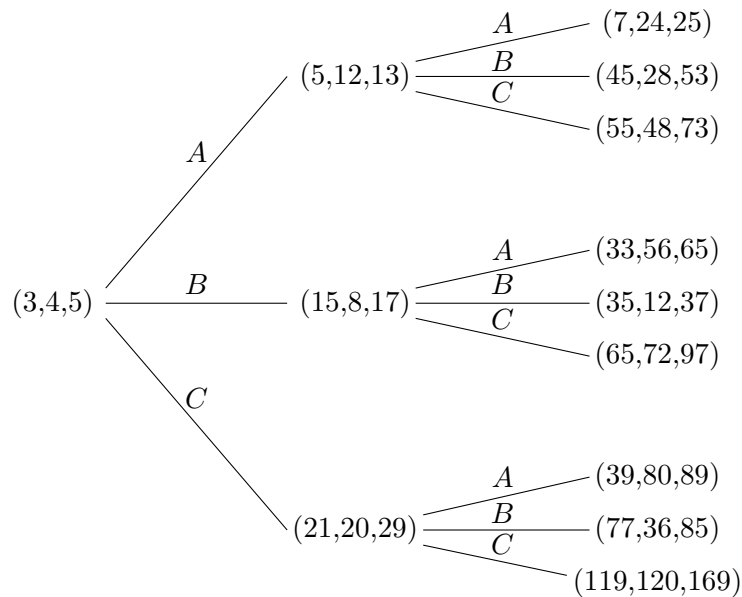 (3,4,5)
A
B
C
(5,12,13)
A
B
C
(7,24,25)
(45,28,53)
(55,48,73)
(15,8,17)
A
B
C
(33,56,65)
(35,12,37)
(65,72,97)
(21,20,29)
A
B
C
(39,80,89)
(77,36,85)
(119,120,169)